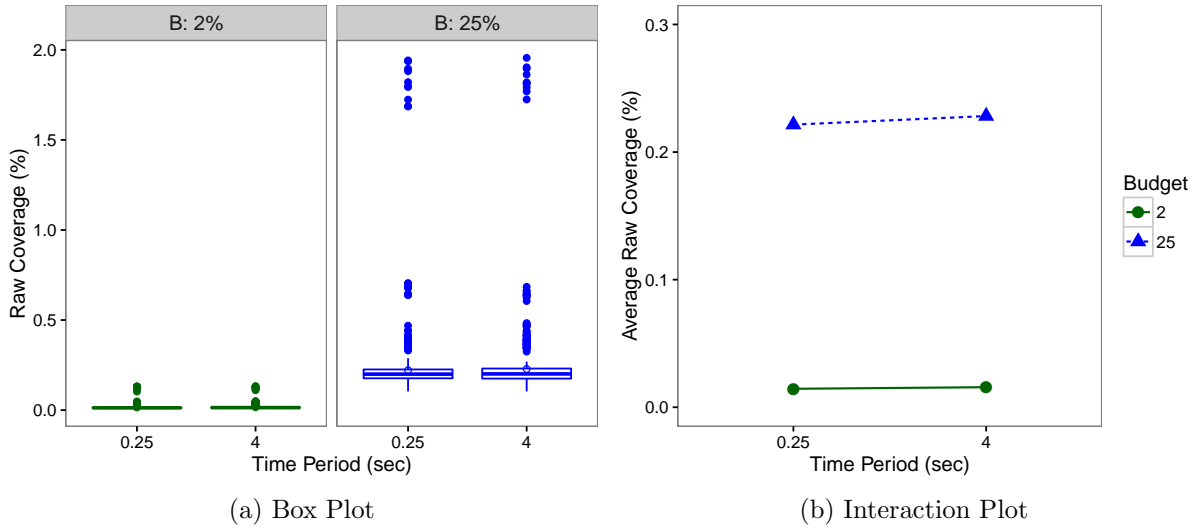 B: 2%
B: 25%
2.0
1.5
1.0
0.5
0.0
Raw Coverage (%)
0.25
4
0.25
4
Time Period (sec)
(a) Box Plot
0.3
0.2
0.1
0.0
Average Raw Coverage (%)
0.25
4
Time Period (sec)
Budget
2
25
(b) Interaction Plot